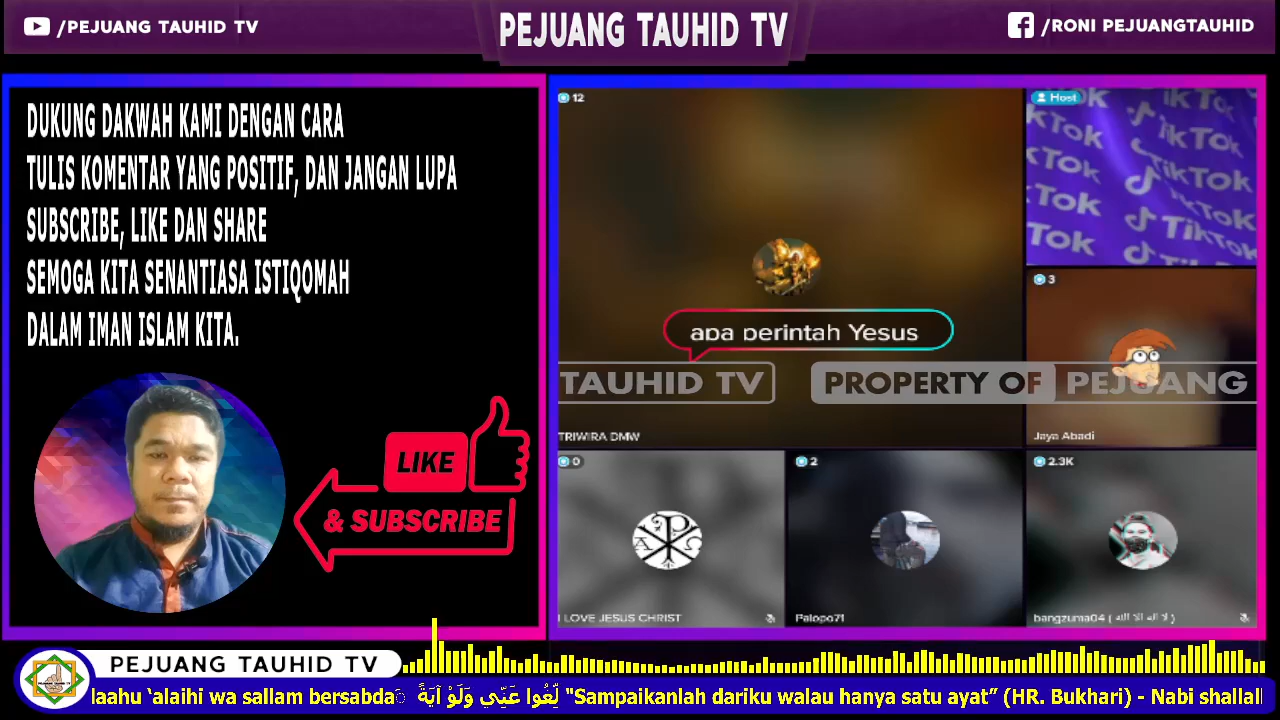 /PEJUANG TAUHID TV
PEJUANG TAUHID TV
/RONI PEJUANGTAUHID
DUKUNG DAKWAH KAMI DENGAN CARA
TULIS KOMENTAR YANG POSITIF, DAN JANGAN LUPA
SUBSCRIBE, LIKE DAN SHARE
SEMOGA KITA SENANTIASA ISTIQOMAH
DALAM IMAN ISLAM KITA.
LIKE
& SUBSCRIBE
12
Host
TikTok
TikTok
TikTok
TikTok
3
apa perintah Yesus
TAUHID TV
PROPERTY OF PEJUANG
TRIWIRA DMW
Jaya Abadi
0
2
2.3K
A Ω
I LOVE JESUS CHRIST
Palopo71
bangzuma04
PEJUANG TAUHID TV
laahu ‘alaihi wa sallam bersabda لِّغُوا عَنِّي وَلَوْ آيَةً "Sampaikanlah dariku walau hanya satu ayat” (HR. Bukhari) - Nabi shallall